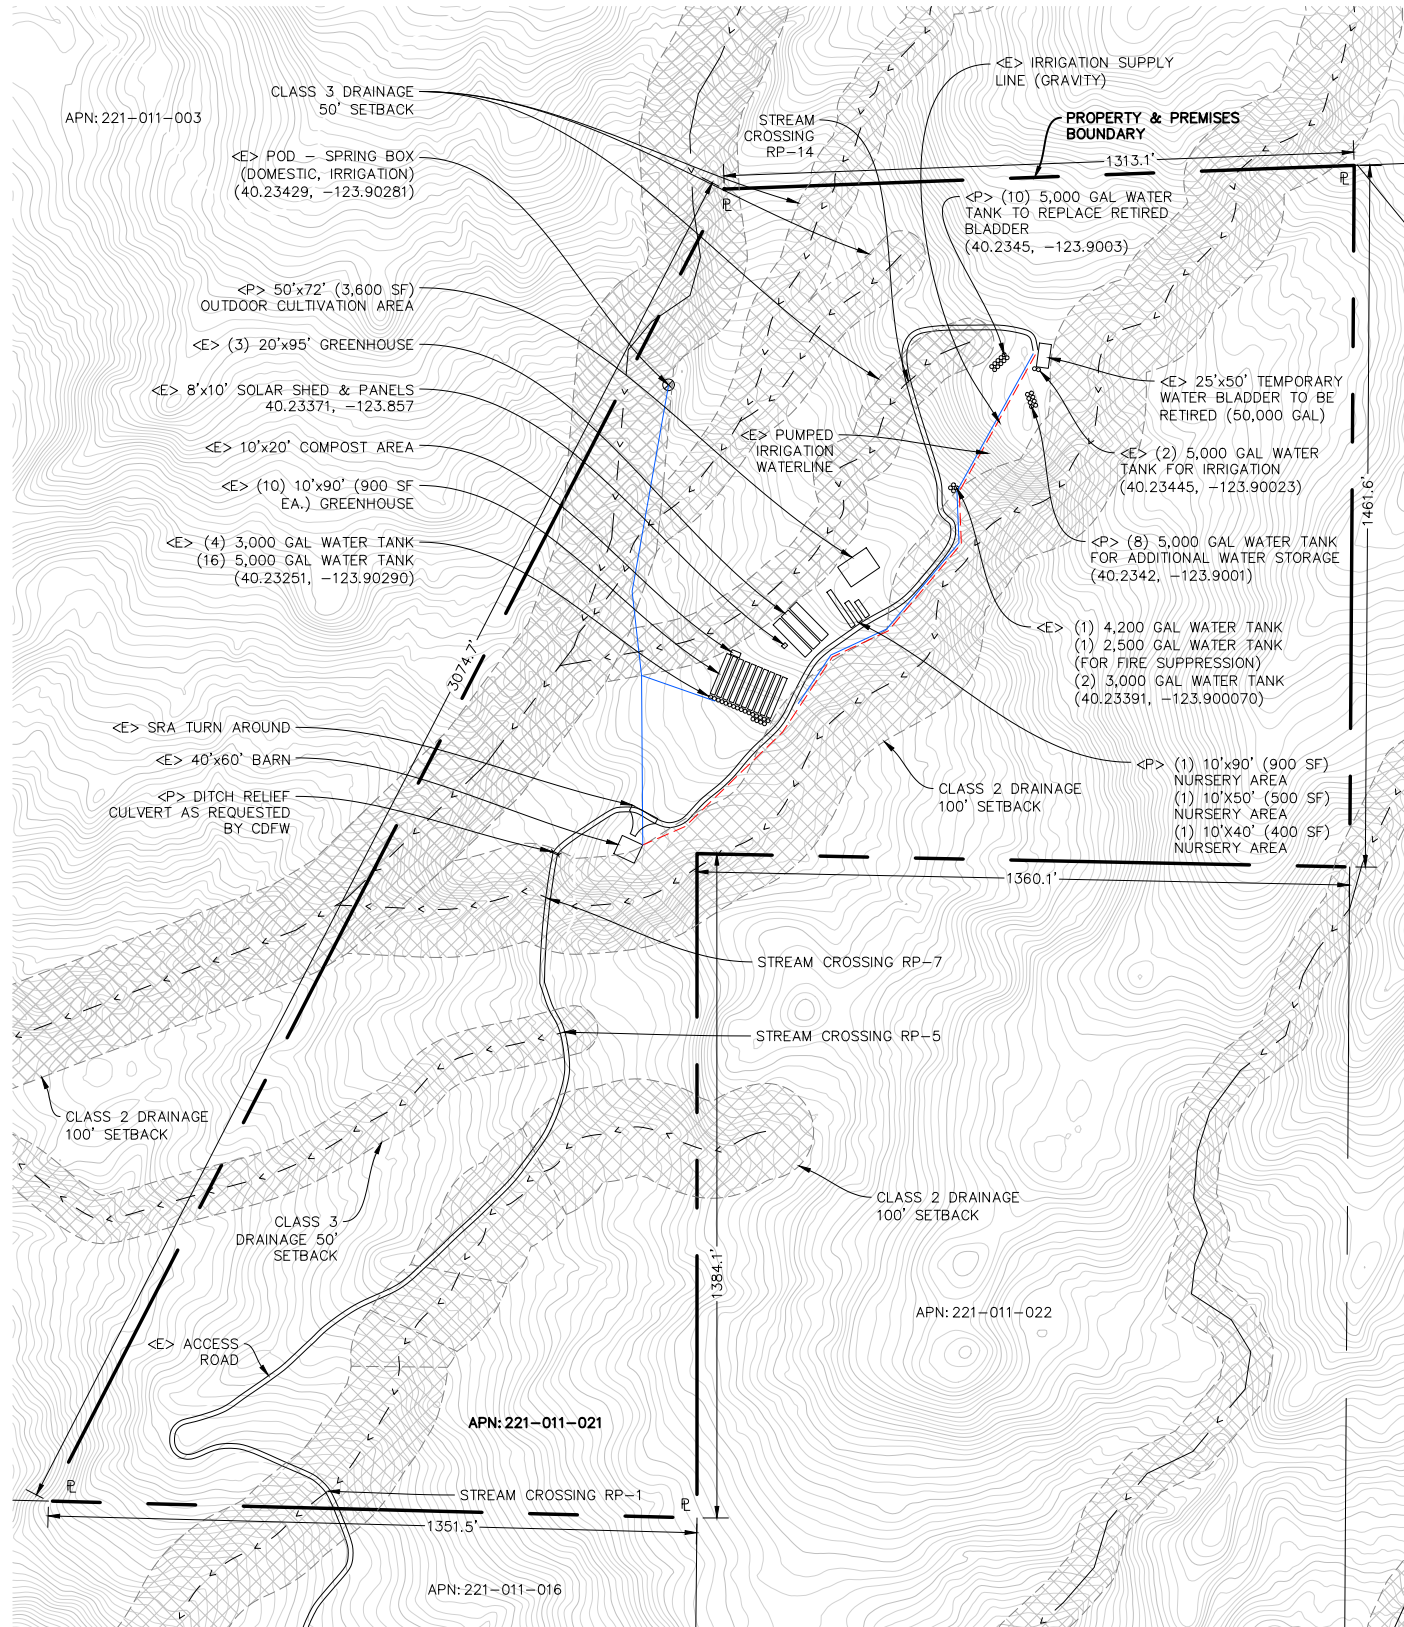 CLASS 3 DRAINAGE
50' SETBACK
APN: 221-011-003
<E> POD - SPRING BOX
(DOMESTIC, IRRIGATION)
(40.23429, -123.90281)
<P> 50'x72' (3,600 SF)
OUTDOOR CULTIVATION AREA
<E> (3) 20'x95' GREENHOUSE
<E> 8'x10' SOLAR SHED & PANELS
40.23371, -123.857
<E> 10'x20' COMPOST AREA
<E> (10) 10'x90' (900 SF
EA.) GREENHOUSE
<E> (4) 3,000 GAL WATER TANK
(16) 5,000 GAL WATER TANK
(40.23251, -123.90290)
<E> SRA TURN AROUND
<E> 40'x60' BARN
<P> DITCH RELIEF
CULVERT AS REQUESTED
BY CDFW
3074.7'
<E> IRRIGATION SUPPLY
LINE (GRAVITY)
STREAM
CROSSING
RP-14
PROPERTY & PREMISES
BOUNDARY
1313.1'
PL
PL
<P> (10) 5,000 GAL WATER
TANK TO REPLACE RETIRED
BLADDER
(40.2345, -123.9003)
<E> 25'x50' TEMPORARY
WATER BLADDER TO BE
RETIRED (50,000 GAL)
<E> PUMPED
IRRIGATION
WATERLINE
<E> (2) 5,000 GAL WATER
TANK FOR IRRIGATION
(40.23445, -123.90023)
1461.6'
<P> (8) 5,000 GAL WATER TANK
FOR ADDITIONAL WATER STORAGE
(40.2342, -123.9001)
<E> (1) 4,200 GAL WATER TANK
(1) 2,500 GAL WATER TANK
(FOR FIRE SUPPRESSION)
(2) 3,000 GAL WATER TANK
(40.23391, -123.900070)
<P> (1) 10'x90' (900 SF)
NURSERY AREA
(1) 10'X50' (500 SF)
NURSERY AREA
(1) 10'X40' (400 SF)
NURSERY AREA
CLASS 2 DRAINAGE
100' SETBACK
1360.1'
STREAM CROSSING RP-7
STREAM CROSSING RP-5
CLASS 2 DRAINAGE
100' SETBACK
CLASS 3
DRAINAGE 50'
SETBACK
CLASS 2 DRAINAGE
100' SETBACK
1384.1'
APN: 221-011-022
<E> ACCESS
ROAD
APN: 221-011-021
PL
PL
STREAM CROSSING RP-1
1351.5'
APN: 221-011-016